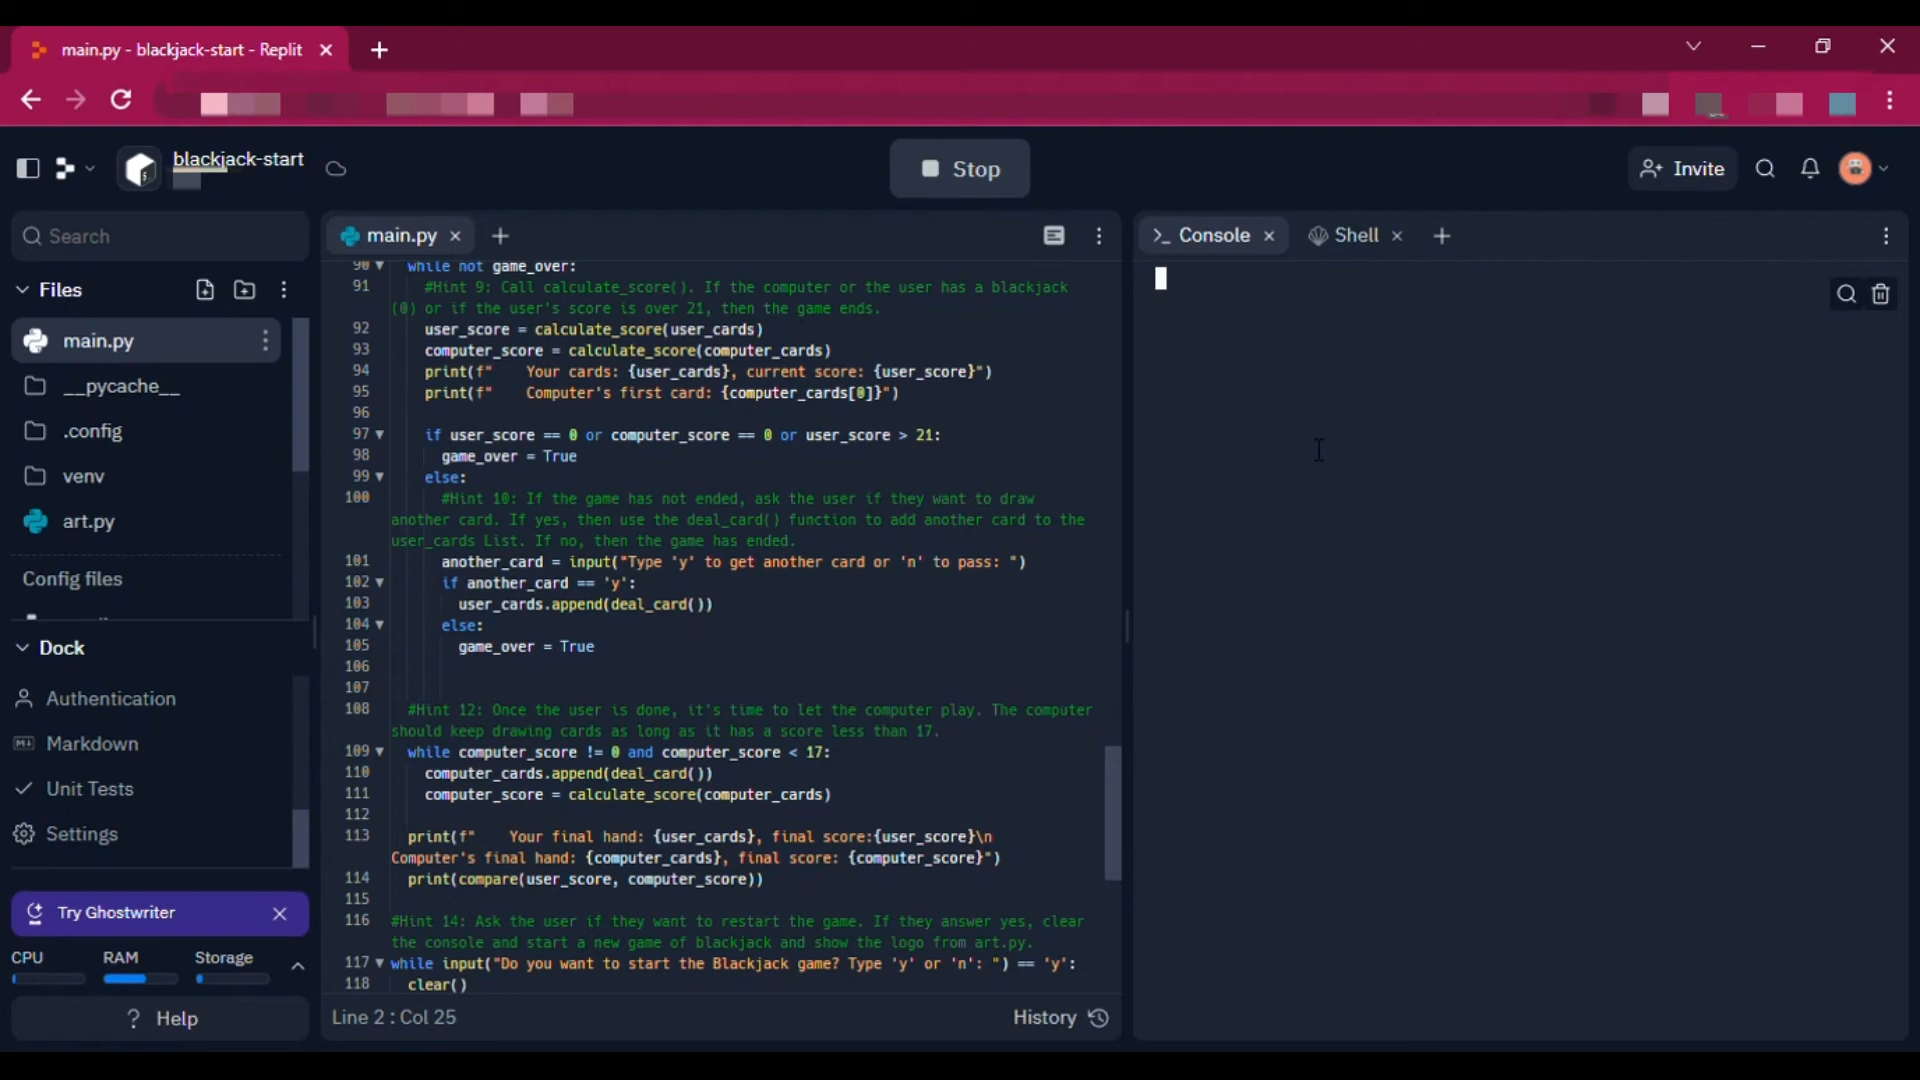 main.py - blackjack-start - Replit
blackjack-start
Stop
Invite
Search
Files
main.py
__pycache__
.config
venv
art.py
Config files
Dock
Authentication
Markdown
Unit Tests
Settings
Try Ghostwriter
CPU RAM Storage
? Help
main.py
90 while not game_over:
91 #Hint 9: Call calculate_score(). If the computer or the user has a blackjack
(0) or if the user's score is over 21, then the game ends.
92 user_score = calculate_score(user_cards)
93 computer_score = calculate_score(computer_cards)
94 print(f"    Your cards: {user_cards}, current score: {user_score}")
95 print(f"    Computer's first card: {computer_cards[0]}")
96
97 if user_score == 0 or computer_score == 0 or user_score > 21:
98 game_over = True
99 else:
100 #Hint 10: If the game has not ended, ask the user if they want to draw
another card. If yes, then use the deal_card() function to add another card to the
user_cards List. If no, then the game has ended.
101 another_card = input("Type 'y' to get another card or 'n' to pass: ")
102 if another_card == 'y':
103 user_cards.append(deal_card())
104 else:
105 game_over = True
106
107
108 #Hint 12: Once the user is done, it's time to let the computer play. The computer
should keep drawing cards as long as it has a score less than 17.
109 while computer_score != 0 and computer_score < 17:
110 computer_cards.append(deal_card())
111 computer_score = calculate_score(computer_cards)
112
113 print(f"    Your final hand: {user_cards}, final score:{user_score}\n
Computer's final hand: {computer_cards}, final score: {computer_score}")
114 print(compare(user_score, computer_score))
115
116 #Hint 14: Ask the user if they want to restart the game. If they answer yes, clear
the console and start a new game of blackjack and show the logo from art.py.
117 while input("Do you want to start the Blackjack game? Type 'y' or 'n': ") == 'y':
118 clear()
Line 2 : Col 25
History
Console
Shell